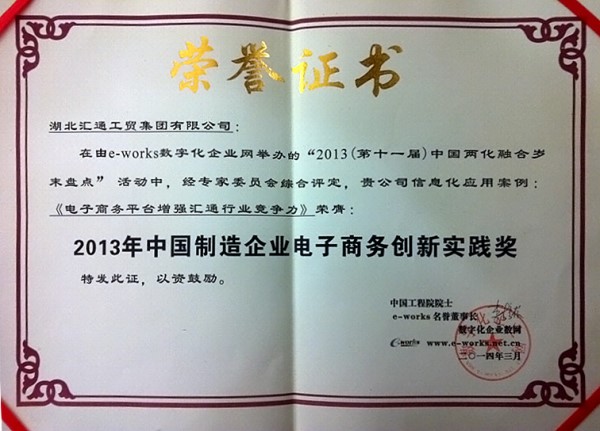 荣誉证书
湖北汇通工贸集团有限公司：
在由e-works数字化企业网举办的“2013(第十一届)中国两化融合岁
末盘点”活动中，经专家委员会综合评定，贵公司信息化应用案例：
《电子商务平台增强汇通行业竞争力》荣膺：
2013年中国制造企业电子商务创新实践奖
特发此证，以资鼓励。
中国工程院院士
e-works 名誉董事长
数字化企业数网
e-works www.e-works.net.cn
二〇一四年三月